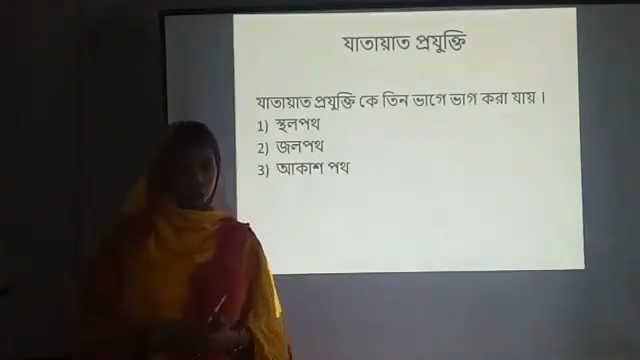 যাতায়াত প্রযুক্তি
যাতায়াত প্রযুক্তি কে তিন ভাগে ভাগ করা যায় ।
1) স্থলপথ
2) জলপথ
3) আকাশ পথ